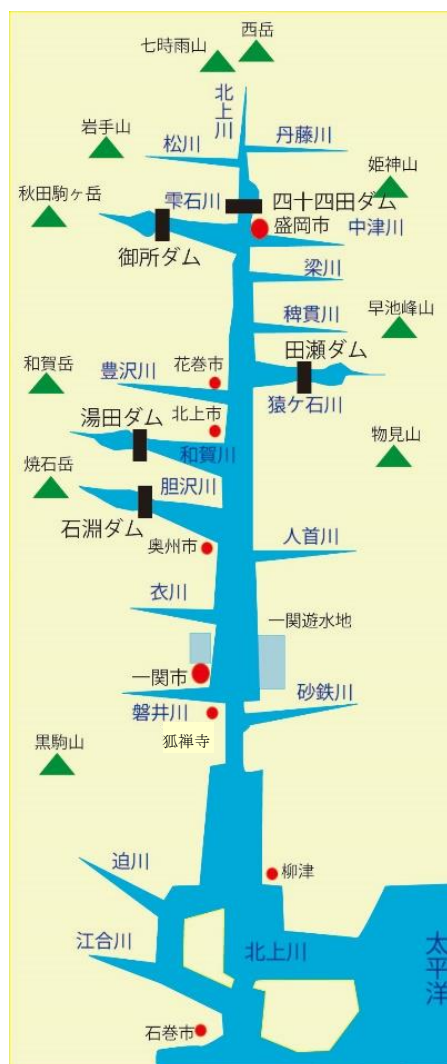 西岳
七時雨山
北上川
岩手山
松川
丹藤川
姫神山
秋田駒ヶ岳
雫石川
四十四田ダム
盛岡市
中津川
御所ダム
梁川
稗貫川
早池峰山
田瀬ダム
和賀岳
豊沢川
花巻市
猿ケ石川
湯田ダム
北上市
和賀川
物見山
焼石岳
胆沢川
石淵ダム
奥州市
人首川
衣川
一関遊水地
一関市
砂鉄川
磐井川
狐禅寺
黒駒山
迫川
柳津
江合川
北上川
太平洋
石巻市